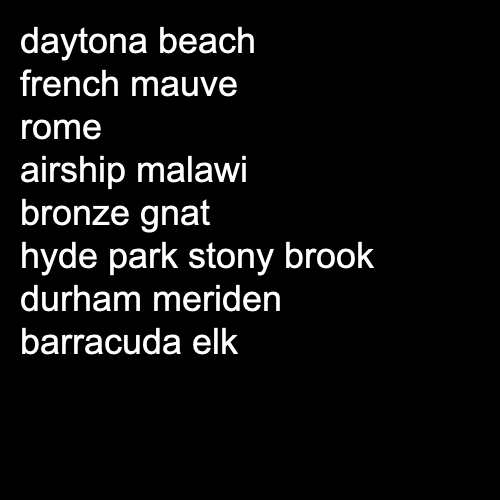 daytona beach
french mauve
rome
airship malawi
bronze gnat
hyde park stony brook
durham meriden
barracuda elk